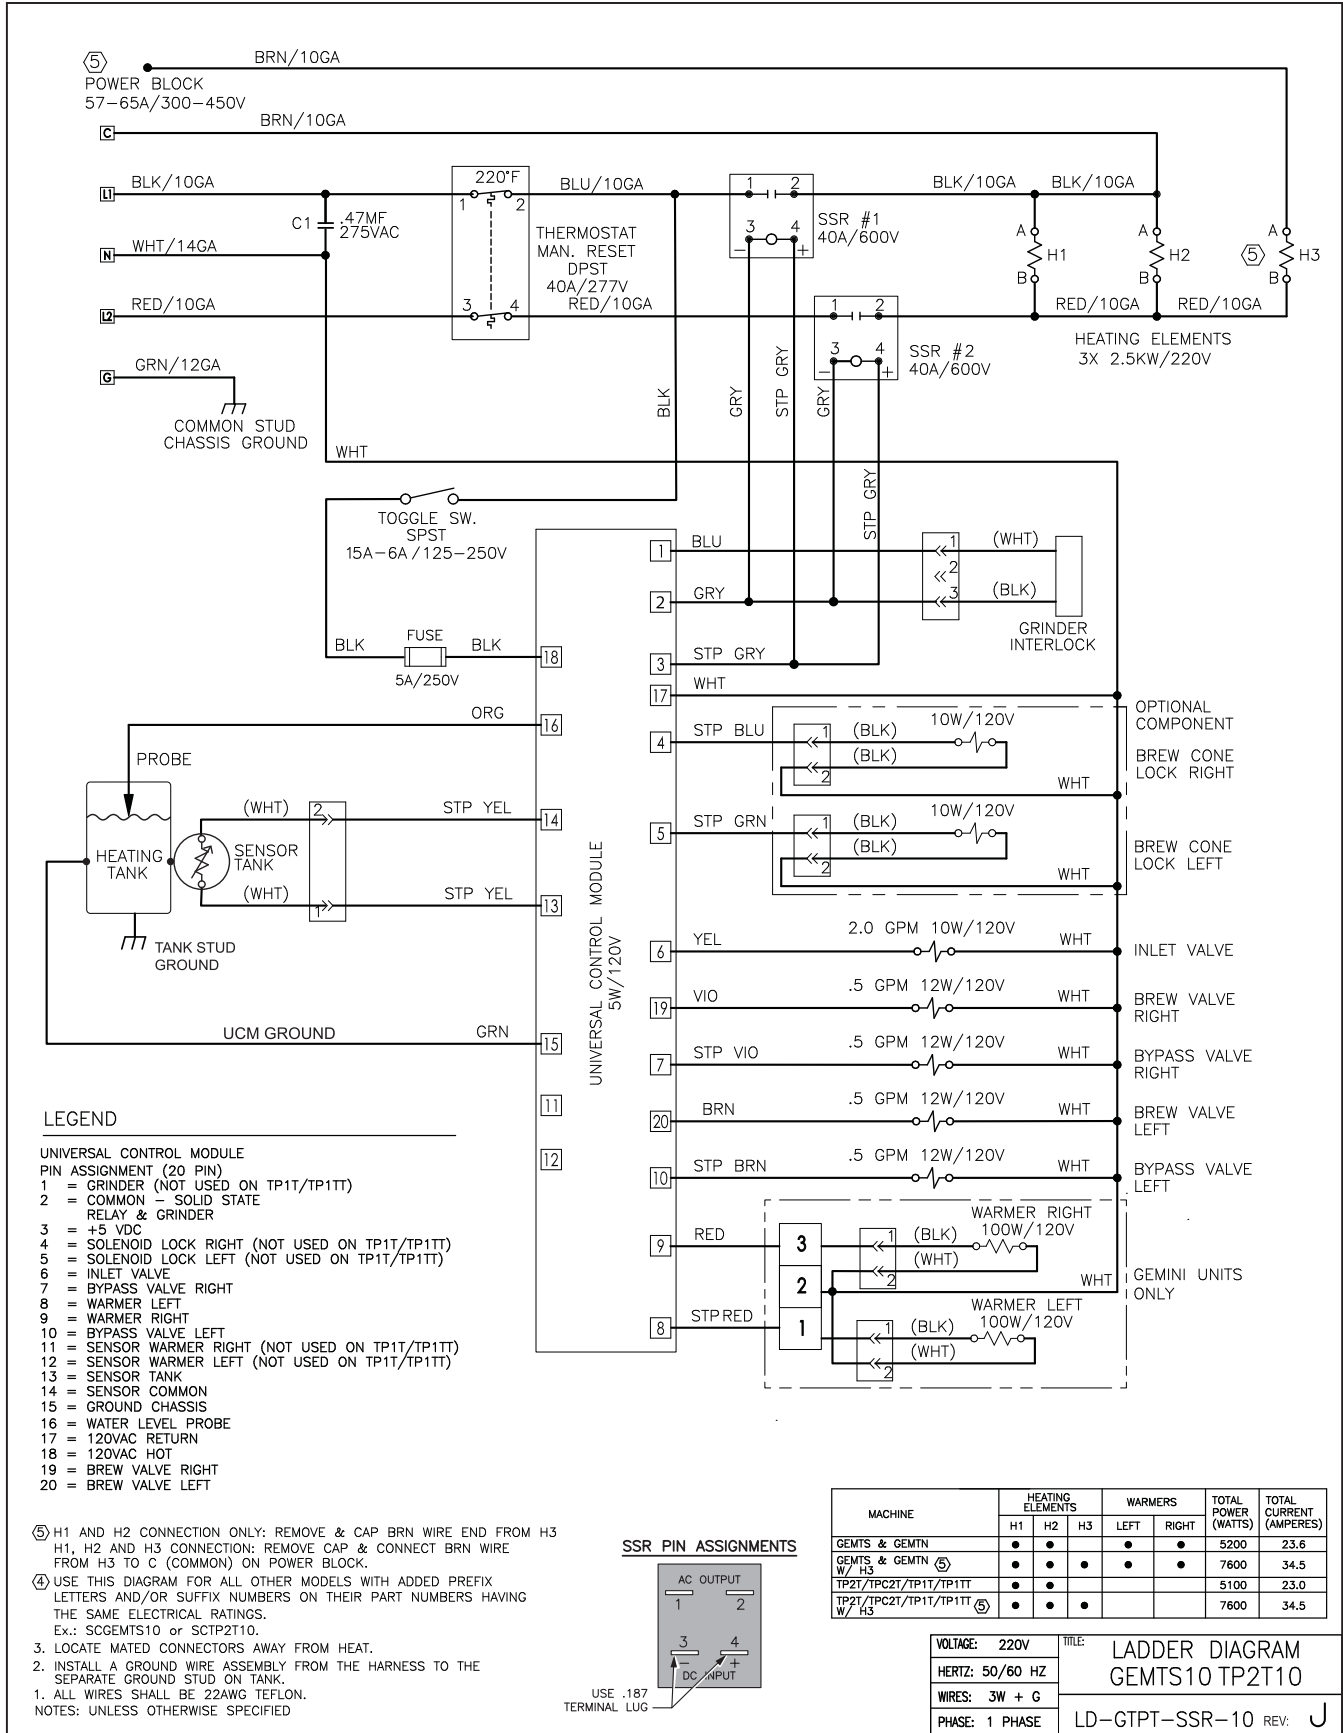 5
BRN/10GA
POWER BLOCK
57-65A/300-450V
BRN/10GA
C
L1
BLK/10GA
220°F
1
2
BLU/10GA
1
2
BLK/10GA
BLK/10GA
C1
.47MF
275VAC
SSR #1
40A/600V
3
4
-
+
THERMOSTAT
MAN. RESET
DPST
40A/277V
N
WHT/14GA
A
B
H1
A
B
H2
5
A
B
H3
L2
RED/10GA
3
4
RED/10GA
1
2
RED/10GA
RED/10GA
HEATING ELEMENTS
3X 2.5KW/220V
SSR #2
40A/600V
3
4
-
+
G
GRN/12GA
COMMON STUD
CHASSIS GROUND
BLK
GRY
STP GRY
GRY
STP GRY
WHT
TOGGLE SW.
SPST
15A-6A/125-250V
1
BLU
1
(WHT)
2
2
GRY
3
(BLK)
GRINDER
INTERLOCK
BLK
FUSE
BLK
18
5A/250V
3
STP GRY
17
WHT
ORG
16
PROBE
4
STP BLU
1
(BLK)
10W/120V
(BLK)
2
WHT
OPTIONAL
COMPONENT
BREW CONE
LOCK RIGHT
(WHT)
2
STP YEL
14
HEATING
TANK
SENSOR
TANK
(WHT)
1
STP YEL
13
5
STP GRN
1
(BLK)
10W/120V
(BLK)
2
WHT
BREW CONE
LOCK LEFT
TANK STUD
GROUND
UNIVERSAL CONTROL MODULE
5W/120V
6
YEL
2.0 GPM 10W/120V
WHT
INLET VALVE
19
VIO
.5 GPM 12W/120V
WHT
BREW VALVE
RIGHT
UCM GROUND
GRN
15
7
STP VIO
.5 GPM 12W/120V
WHT
BYPASS VALVE
RIGHT
11
20
BRN
.5 GPM 12W/120V
WHT
BREW VALVE
LEFT
12
10
STP BRN
.5 GPM 12W/120V
WHT
BYPASS VALVE
LEFT
9
RED
3
2
1
1
(BLK)
WARMER RIGHT
100W/120V
(WHT)
2
WHT
GEMINI UNITS
ONLY
8
STP RED
1
(BLK)
WARMER LEFT
100W/120V
(WHT)
2
LEGEND
UNIVERSAL CONTROL MODULE
PIN ASSIGNMENT (20 PIN)
1 = GRINDER (NOT USED ON TP1T/TP1TT)
2 = COMMON - SOLID STATE
RELAY & GRINDER
3 = +5 VDC
4 = SOLENOID LOCK RIGHT (NOT USED ON TP1T/TP1TT)
5 = SOLENOID LOCK LEFT (NOT USED ON TP1T/TP1TT)
6 = INLET VALVE
7 = BYPASS VALVE RIGHT
8 = WARMER LEFT
9 = WARMER RIGHT
10 = BYPASS VALVE LEFT
11 = SENSOR WARMER RIGHT (NOT USED ON TP1T/TP1TT)
12 = SENSOR WARMER LEFT (NOT USED ON TP1T/TP1TT)
13 = SENSOR TANK
14 = SENSOR COMMON
15 = GROUND CHASSIS
16 = WATER LEVEL PROBE
17 = 120VAC RETURN
18 = 120VAC HOT
19 = BREW VALVE RIGHT
20 = BREW VALVE LEFT
5 H1 AND H2 CONNECTION ONLY: REMOVE & CAP BRN WIRE END FROM H3
H1, H2 AND H3 CONNECTION: REMOVE CAP & CONNECT BRN WIRE
FROM H3 TO C (COMMON) ON POWER BLOCK.
4 USE THIS DIAGRAM FOR ALL OTHER MODELS WITH ADDED PREFIX
LETTERS AND/OR SUFFIX NUMBERS ON THEIR PART NUMBERS HAVING
THE SAME ELECTRICAL RATINGS.
Ex.: SCGEMTS10 or SCTP2T10.
3. LOCATE MATED CONNECTORS AWAY FROM HEAT.
2. INSTALL A GROUND WIRE ASSEMBLY FROM THE HARNESS TO THE
SEPARATE GROUND STUD ON TANK.
1. ALL WIRES SHALL BE 22AWG TEFLON.
NOTES: UNLESS OTHERWISE SPECIFIED
SSR PIN ASSIGNMENTS
AC OUTPUT
1
2
3
4
-
+
DC INPUT
USE .187
TERMINAL LUG
MACHINE
HEATING
ELEMENTS
WARMERS
TOTAL
POWER
(WATTS)
TOTAL
CURRENT
(AMPERES)
H1 H2 H3 LEFT RIGHT
GEMTS & GEMTN ● ● ● ● 5200 23.6
GEMTS & GEMTN 5
W/ H3 ● ● ● ● ● 7600 34.5
TP2T/TPC2T/TP1T/TP1TT ● ● 5100 23.0
TP2T/TPC2T/TP1T/TP1TT 5
W/ H3 ● ● ● 7600 34.5
VOLTAGE: 220V
HERTZ: 50/60 HZ
WIRES: 3W + G
PHASE: 1 PHASE
TITLE:
LADDER DIAGRAM
GEMTS10 TP2T10
LD-GTPT-SSR-10 REV: J